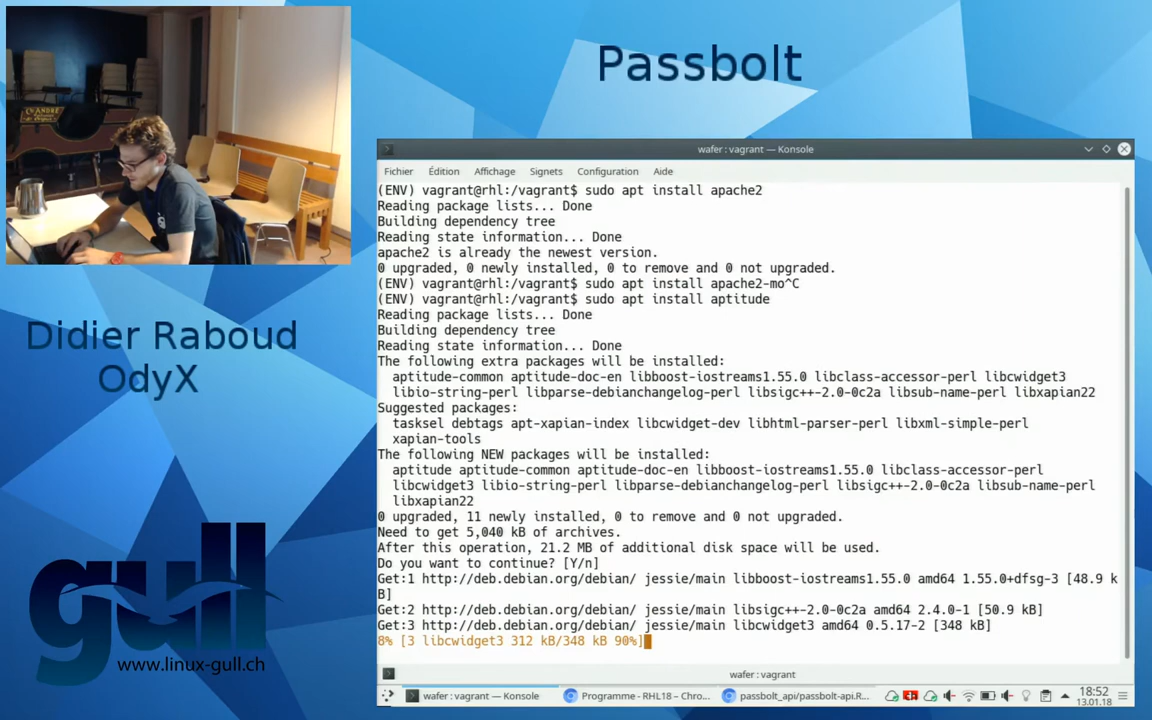 Passbolt
ANDRE
Didier Raboud
OdyX
gull
www.linux-gull.ch
wafer : vagrant — Konsole
Fichier Édition Affichage Signets Configuration Aide
(ENV) vagrant@rhl:/vagrant$ sudo apt install apache2
Reading package lists... Done
Building dependency tree
Reading state information... Done
apache2 is already the newest version.
0 upgraded, 0 newly installed, 0 to remove and 0 not upgraded.
(ENV) vagrant@rhl:/vagrant$ sudo apt install apache2-mo^C
(ENV) vagrant@rhl:/vagrant$ sudo apt install aptitude
Reading package lists... Done
Building dependency tree
Reading state information... Done
The following extra packages will be installed:
aptitude-common aptitude-doc-en libboost-iostreams1.55.0 libclass-accessor-perl libcwidget3
libio-string-perl libparse-debianchangelog-perl libsigc++-2.0-0c2a libsub-name-perl libxapian22
Suggested packages:
tasksel debtags apt-xapian-index libcwidget-dev libhtml-parser-perl libxml-simple-perl
xapian-tools
The following NEW packages will be installed:
aptitude aptitude-common aptitude-doc-en libboost-iostreams1.55.0 libclass-accessor-perl
libcwidget3 libio-string-perl libparse-debianchangelog-perl libsigc++-2.0-0c2a libsub-name-perl
libxapian22
0 upgraded, 11 newly installed, 0 to remove and 0 not upgraded.
Need to get 5,040 kB of archives.
After this operation, 21.2 MB of additional disk space will be used.
Do you want to continue? [Y/n]
Get:1 http://deb.debian.org/debian/ jessie/main libboost-iostreams1.55.0 amd64 1.55.0+dfsg-3 [48.9 k
B]
Get:2 http://deb.debian.org/debian/ jessie/main libsigc++-2.0-0c2a amd64 2.4.0-1 [50.9 kB]
Get:3 http://deb.debian.org/debian/ jessie/main libcwidget3 amd64 0.5.17-2 [348 kB]
8% [3 libcwidget3 312 kB/348 kB 90%]
wafer : vagrant
wafer : vagrant — Konsole Programme - RHL18 – Chro... passbolt_api/passbolt-api.R... 18:52
13.01.18